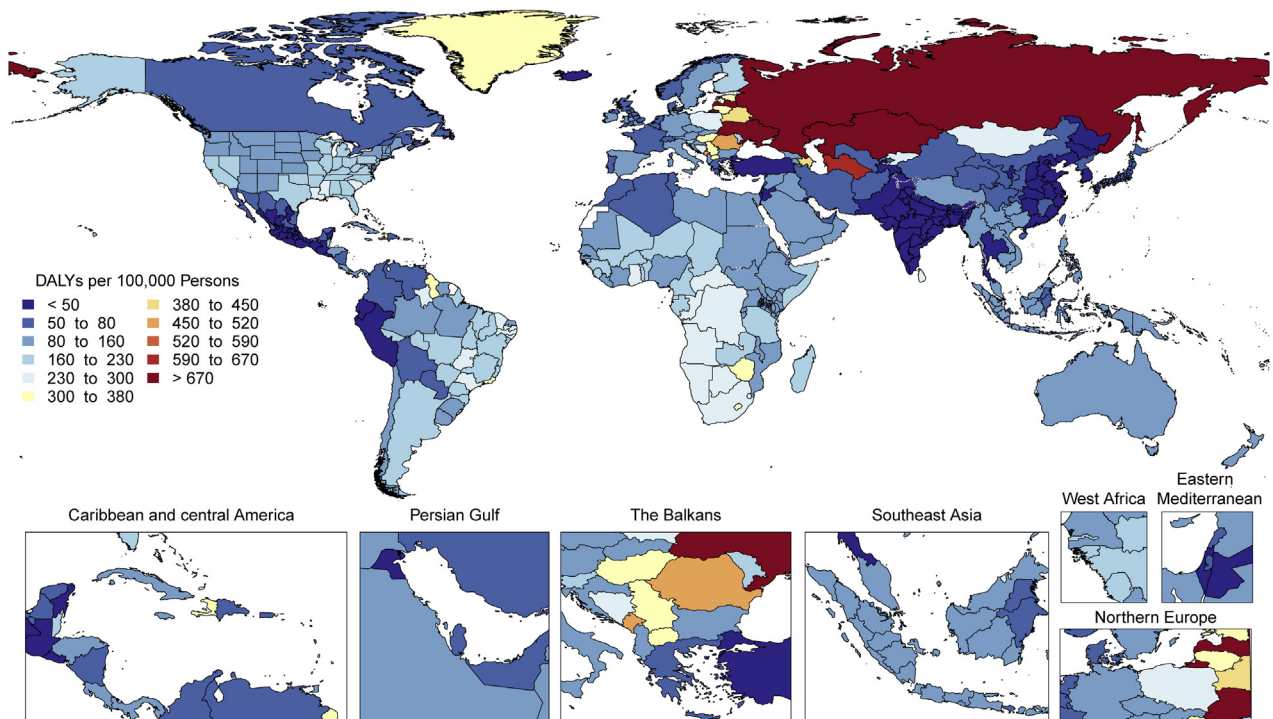 DALYs per 100,000 Persons
< 50
50 to 80
80 to 160
160 to 230
230 to 300
300 to 380
380 to 450
450 to 520
520 to 590
590 to 670
> 670
Caribbean and central America
Persian Gulf
The Balkans
Southeast Asia
West Africa
Eastern
Mediterranean
Northern Europe